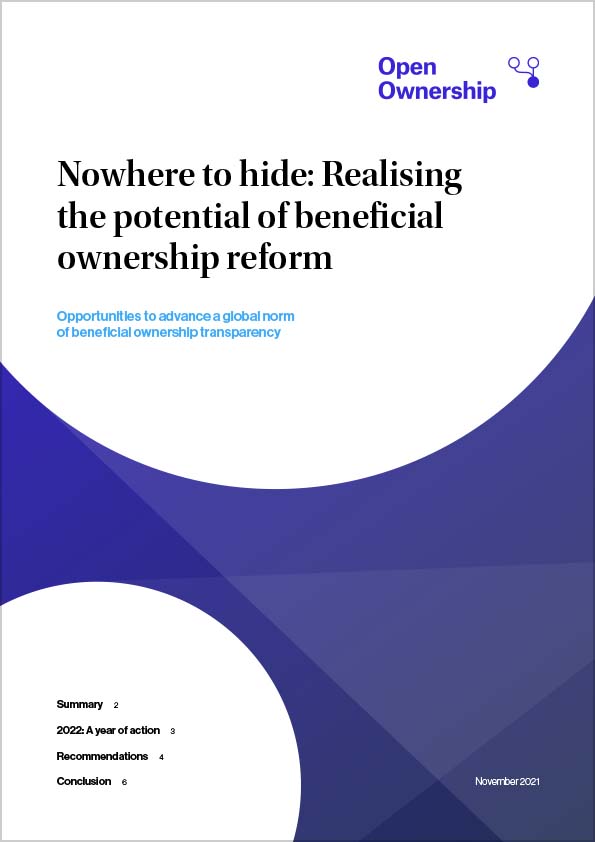 Open
Ownership
Nowhere to hide: Realising
the potential of beneficial
ownership reform
Opportunities to advance a global norm
of beneficial ownership transparency
Summary 2
2022: A year of action 3
Recommendations 4
Conclusion 6
November 2021